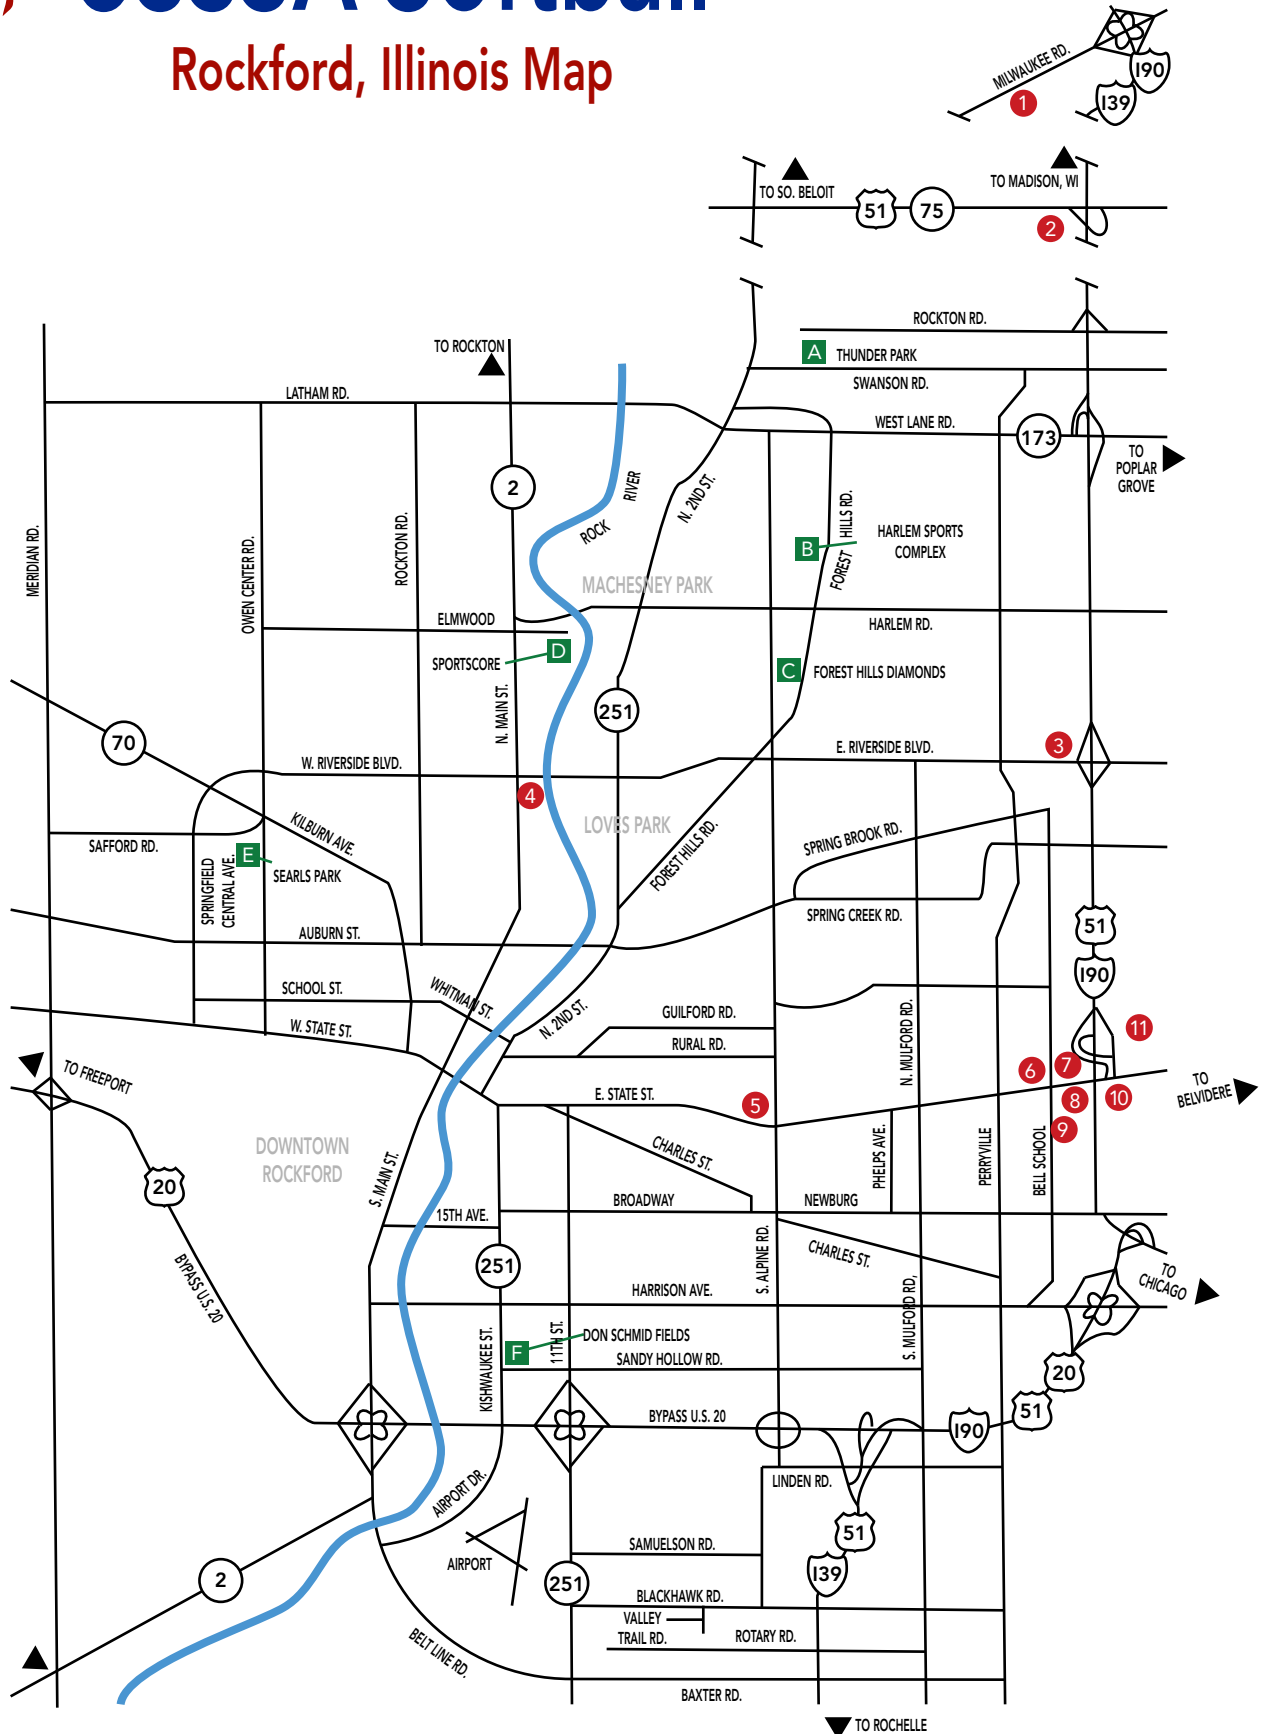 Rockford, Illinois Map
MILWAUKEE RD.
I90
I39
1
TO SO. BELOIT
TO MADISON, WI
51
75
2
ROCKTON RD.
TO ROCKTON
A
THUNDER PARK
SWANSON RD.
LATHAM RD.
WEST LANE RD.
173
TO
POPLAR
GROVE
2
RIVER
ROCK
N. 2ND ST.
HILLS RD.
FOREST
B
HARLEM SPORTS
COMPLEX
MERIDIAN RD.
OWEN CENTER RD.
ROCKTON RD.
MACHESNEY PARK
ELMWOOD
HARLEM RD.
SPORTSCORE
D
C
FOREST HILLS DIAMONDS
N. MAIN ST.
251
70
W. RIVERSIDE BLVD.
E. RIVERSIDE BLVD.
3
4
KILBURN AVE.
LOVES PARK
FOREST HILLS RD.
SPRING BROOK RD.
SAFFORD RD.
E
SEARLS PARK
SPRINGFIELD
CENTRAL AVE.
SPRING CREEK RD.
AUBURN ST.
51
I90
SCHOOL ST.
WHITMAN ST.
W. STATE ST.
N. 2ND ST.
GUILFORD RD.
RURAL RD.
N. MULFORD RD.
11
6
7
8
10
9
TO
BELVIDERE
TO FREEPORT
E. STATE ST.
5
DOWNTOWN
ROCKFORD
CHARLES ST.
PHELPS AVE.
PERRYVILLE
BELL SCHOOL
20
S. MAIN ST.
BROADWAY
NEWBURG
15TH AVE.
S. ALPINE RD.
CHARLES ST.
251
TO
CHICAGO
BYPASS U.S. 20
HARRISON AVE.
S. MULFORD RD,
KISHWAUKEE ST.
F
11TH ST.
DON SCHMID FIELDS
SANDY HOLLOW RD.
20
51
I90
BYPASS U.S. 20
LINDEN RD.
AIRPORT DR.
51
I39
SAMUELSON RD.
AIRPORT
2
251
BLACKHAWK RD.
VALLEY
TRAIL RD.
ROTARY RD.
BELT LINE RD.
BAXTER RD.
TO ROCHELLE